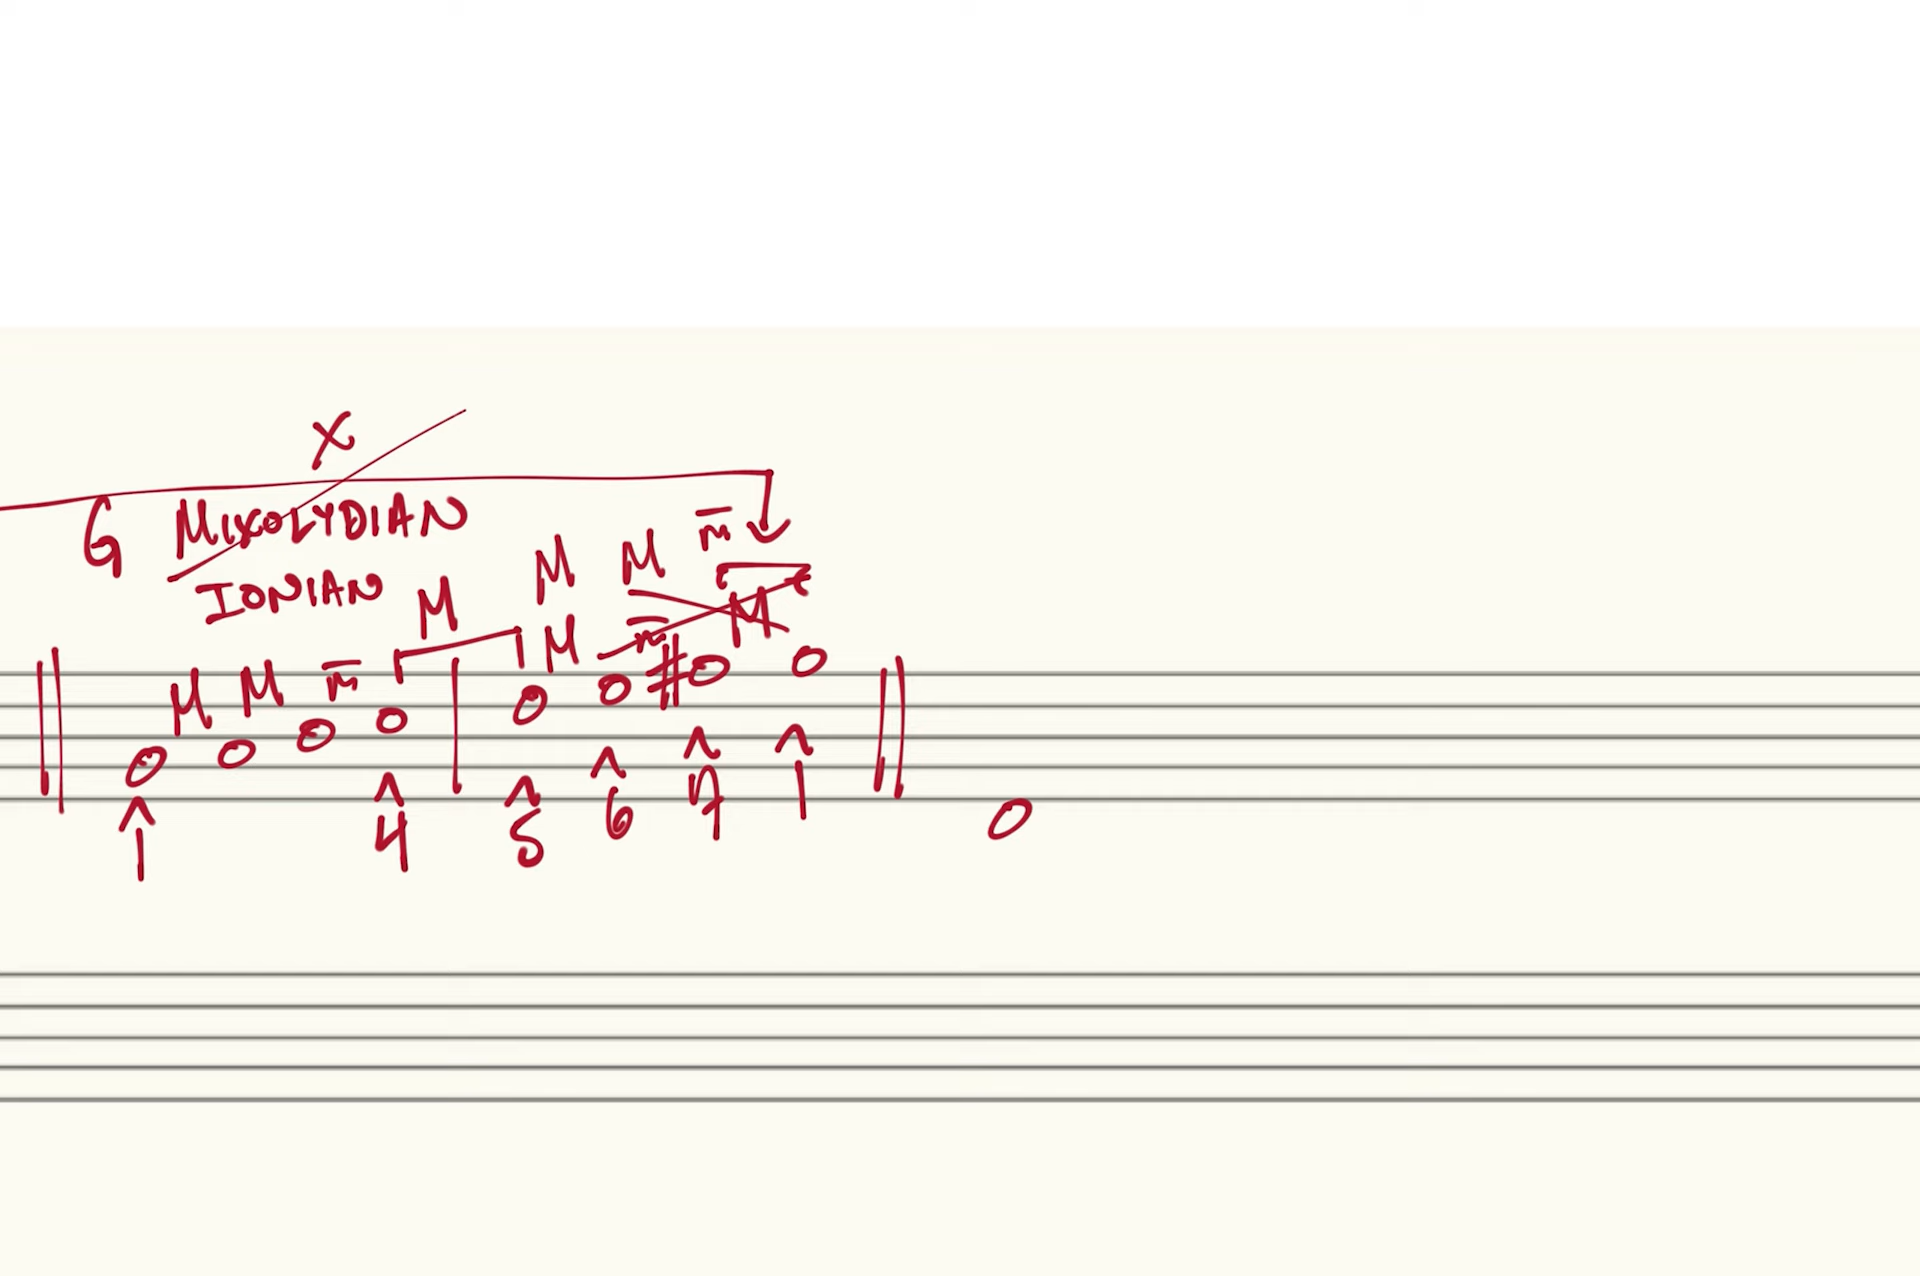 X
G MIXOLYDIAN
IONIAN
M M m̅
M
M M m̅
M m̅ M
#
^ ^ ^ ^ ^ ^
1 4 5 6 7 1